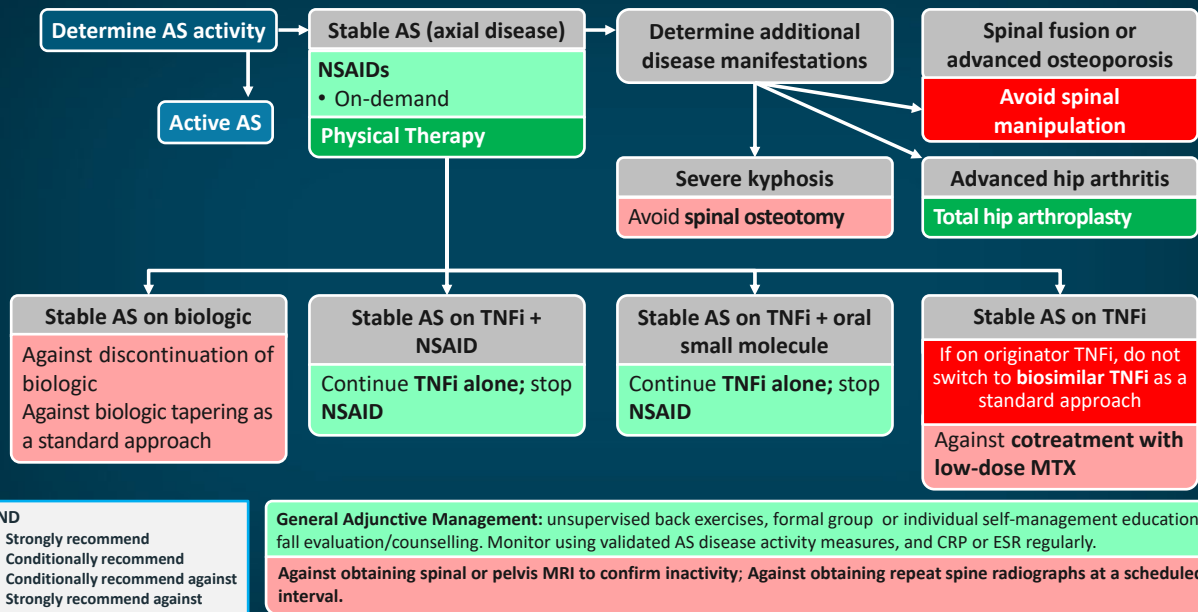 Determine AS activity
Active AS
Stable AS (axial disease)
NSAIDs
• On-demand
Physical Therapy
Determine additional
disease manifestations
Spinal fusion or
advanced osteoporosis
Avoid spinal
manipulation
Severe kyphosis
Avoid spinal osteotomy
Advanced hip arthritis
Total hip arthroplasty
Stable AS on biologic
Against discontinuation of
biologic
Against biologic tapering as
a standard approach
Stable AS on TNFi +
NSAID
Continue TNFi alone; stop
NSAID
Stable AS on TNFi + oral
small molecule
Continue TNFi alone; stop
NSAID
Stable AS on TNFi
If on originator TNFi, do not
switch to biosimilar TNFi as a
standard approach
Against cotreatment with
low-dose MTX
ND
Strongly recommend
Conditionally recommend
Conditionally recommend against
Strongly recommend against
General Adjunctive Management: unsupervised back exercises, formal group or individual self-management education
fall evaluation/counselling. Monitor using validated AS disease activity measures, and CRP or ESR regularly.
Against obtaining spinal or pelvis MRI to confirm inactivity; Against obtaining repeat spine radiographs at a scheduled
interval.